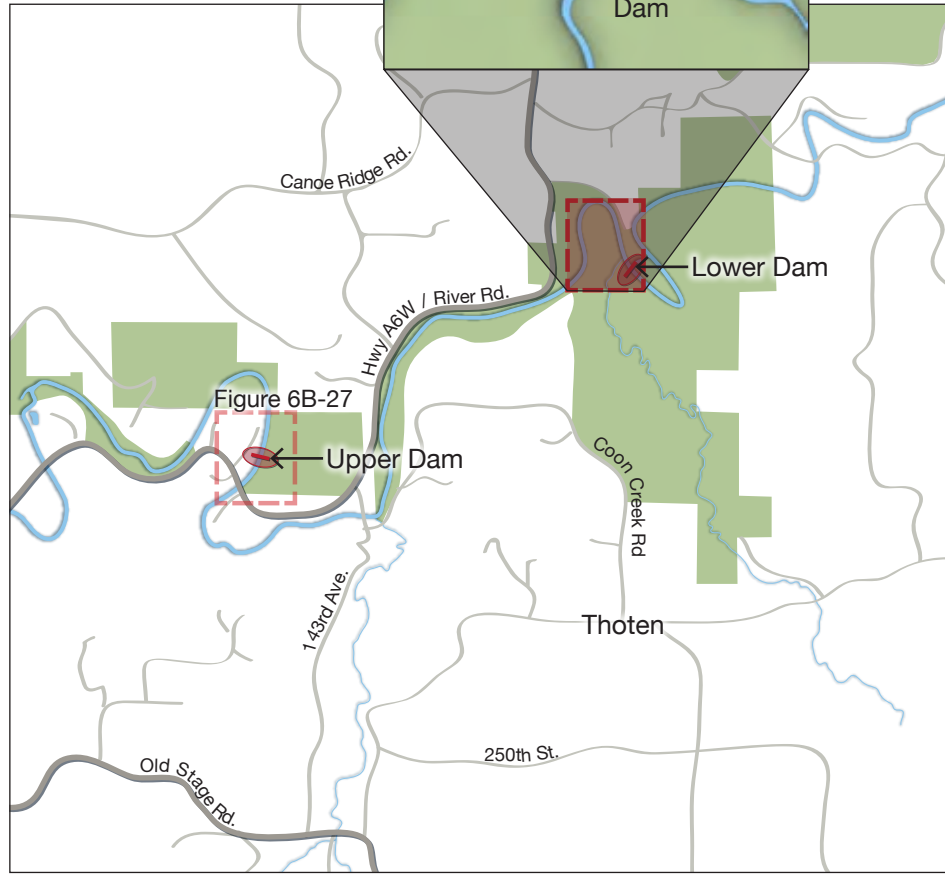 Dam
Canoe Ridge Rd.
Lower Dam
Hwy A6W / River Rd.
Figure 6B-27
Upper Dam
Coon Creek Rd
143rd Ave.
Thoten
250th St.
Old Stage Rd.